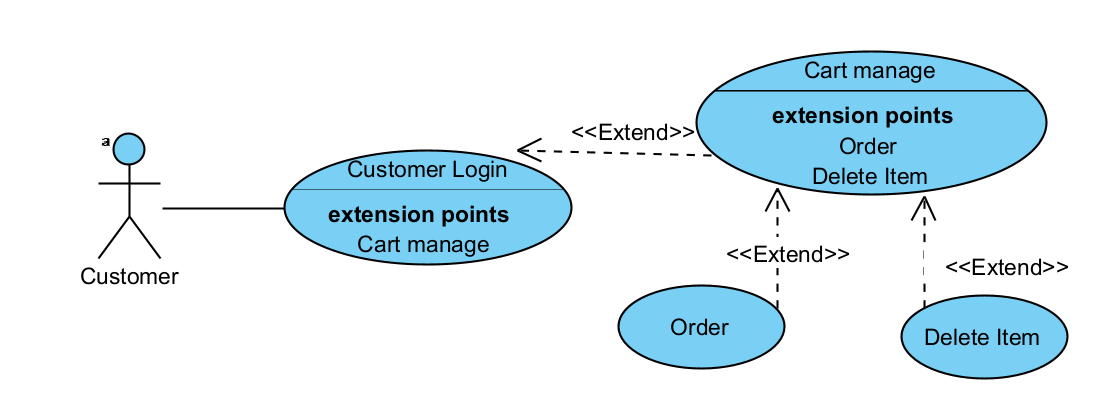 a
Customer
Customer Login
extension points
Cart manage
<<Extend>>
Cart manage
extension points
Order
Delete Item
<<Extend>>
<<Extend>>
Order
Delete Item